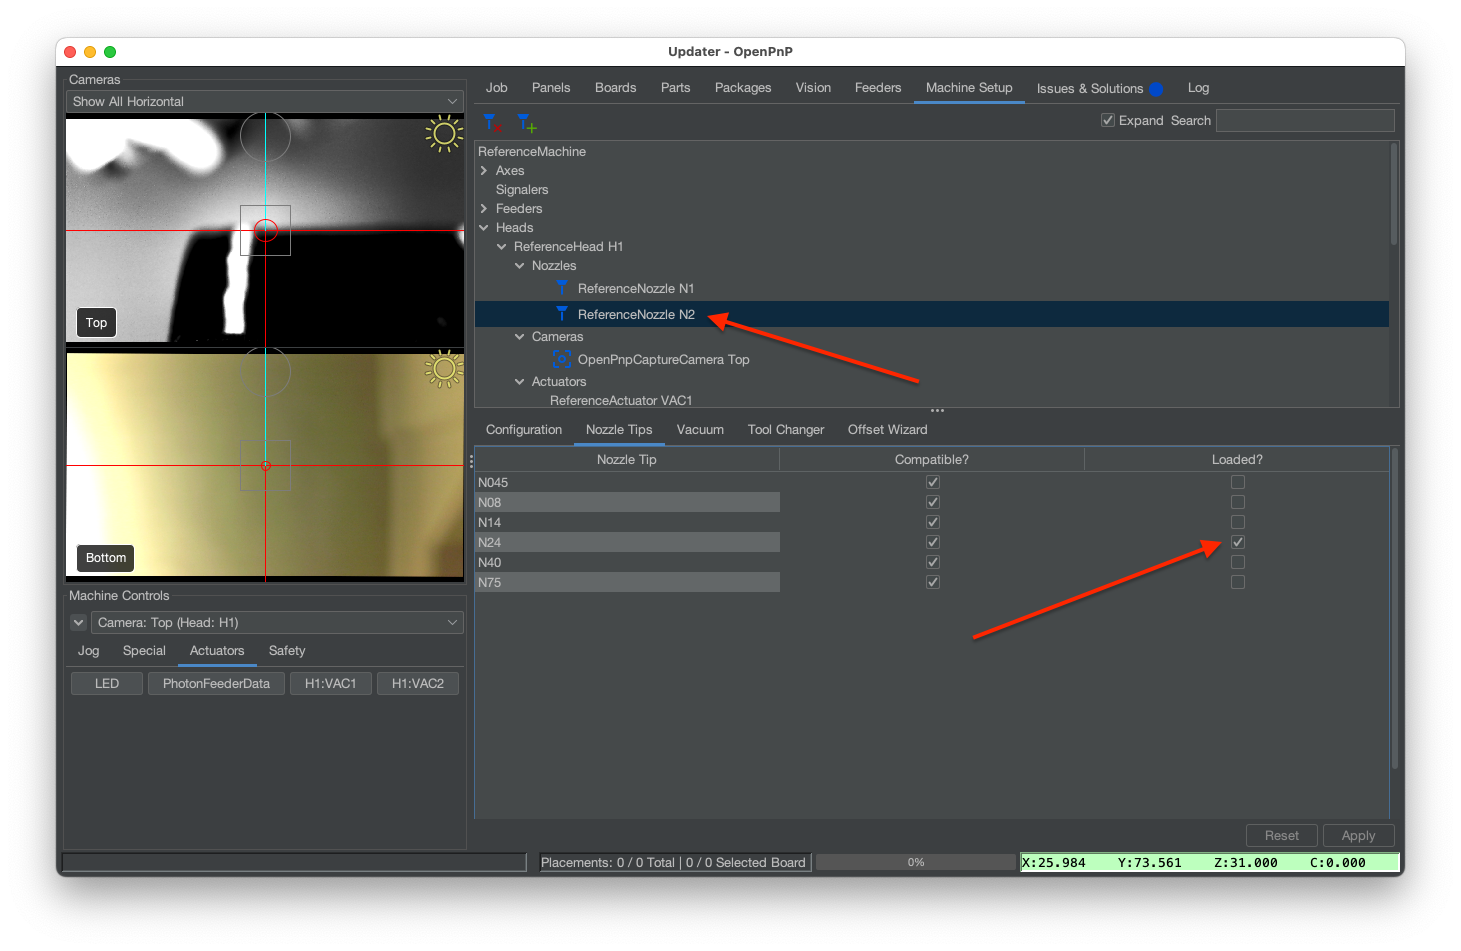 Updater - OpenPnP
Cameras
Show All Horizontal
Top
Bottom
Machine Controls
Camera: Top (Head: H1)
Jog Special Actuators Safety
LED PhotonFeederData H1:VAC1 H1:VAC2
Job Panels Boards Parts Packages Vision Feeders Machine Setup Issues & Solutions Log
Expand Search
ReferenceMachine
Axes
Signalers
Feeders
Heads
ReferenceHead H1
Nozzles
ReferenceNozzle N1
ReferenceNozzle N2
Cameras
OpenPnpCaptureCamera Top
Actuators
ReferenceActuator VAC1
Configuration Nozzle Tips Vacuum Tool Changer Offset Wizard
Nozzle Tip Compatible? Loaded?
N045
N08
N14
N24
N40
N75
Reset Apply
Placements: 0 / 0 Total | 0 / 0 Selected Board 0% X:25.984 Y:73.561 Z:31.000 C:0.000